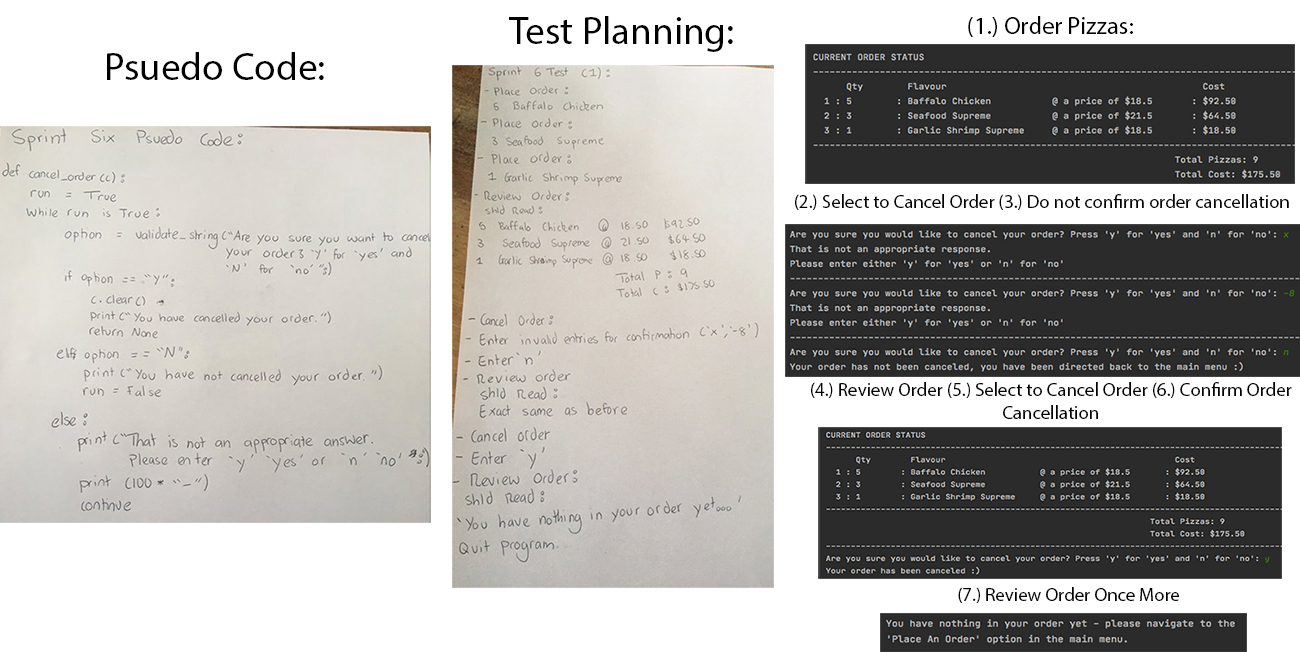 Psuedo Code:
Sprint Six Psuedo Code:
def cancel_order (c):
run = True
While run is True:
option = validate_string ("Are you sure you want to cancel
your order? 'Y' for 'yes' and
'N' for 'no'":)
if option == "Y":
c.clear()
print ("You have cancelled your order.")
return None
elif option == "N":
print ("You have not cancelled your order.")
run = False
else:
print ("That is not an appropriate answer.
Please enter 'y' 'yes' or 'n' 'no'":)
print (100 * "-")
continue
Test Planning:
Sprint 6 Test (1):
- Place order:
5 Baffalo Chicken
- Place order:
3 Seafood Supreme
- Place order:
1 Garlic Shrimp Supreme
- Review Order:
shld Read:
5 Baffalo Chicken @ 18.50 $92.50
3 Seafood Supreme @ 21.50 $64.50
1 Garlic Shrimp Supreme @ 18.50 $18.50
Total P: 9
Total C: $175.50
- Cancel Order:
- Enter invalid entries for confirmation ('x', '-8')
- Enter 'n'
- Review order
shld Read:
Exact same as before
- Cancel order
- Enter 'y'
- Review Order:
shld Read:
'You have nothing in your order yet...'
Quit program.
(1.) Order Pizzas:
CURRENT ORDER STATUS
Qty Flavour Cost
1 : 5 : Baffalo Chicken @ a price of $18.5 : $92.50
2 : 3 : Seafood Supreme @ a price of $21.5 : $64.50
3 : 1 : Garlic Shrimp Supreme @ a price of $18.5 : $18.50
Total Pizzas: 9
Total Cost: $175.50
(2.) Select to Cancel Order (3.) Do not confirm order cancellation
Are you sure you would like to cancel your order? Press 'y' for 'yes' and 'n' for 'no': x
That is not an appropriate response.
Please enter either 'y' for 'yes' or 'n' for 'no'
Are you sure you would like to cancel your order? Press 'y' for 'yes' and 'n' for 'no': -8
That is not an appropriate response.
Please enter either 'y' for 'yes' or 'n' for 'no'
Are you sure you would like to cancel your order? Press 'y' for 'yes' and 'n' for 'no': n
Your order has not been canceled, you have been directed back to the main menu :)
(4.) Review Order (5.) Select to Cancel Order (6.) Confirm Order
Cancellation
CURRENT ORDER STATUS
Qty Flavour Cost
1 : 5 : Baffalo Chicken @ a price of $18.5 : $92.50
2 : 3 : Seafood Supreme @ a price of $21.5 : $64.50
3 : 1 : Garlic Shrimp Supreme @ a price of $18.5 : $18.50
Total Pizzas: 9
Total Cost: $175.50
Are you sure you would like to cancel your order? Press 'y' for 'yes' and 'n' for 'no': y
Your order has been canceled :)
(7.) Review Order Once More
You have nothing in your order yet - please navigate to the
'Place An Order' option in the main menu.